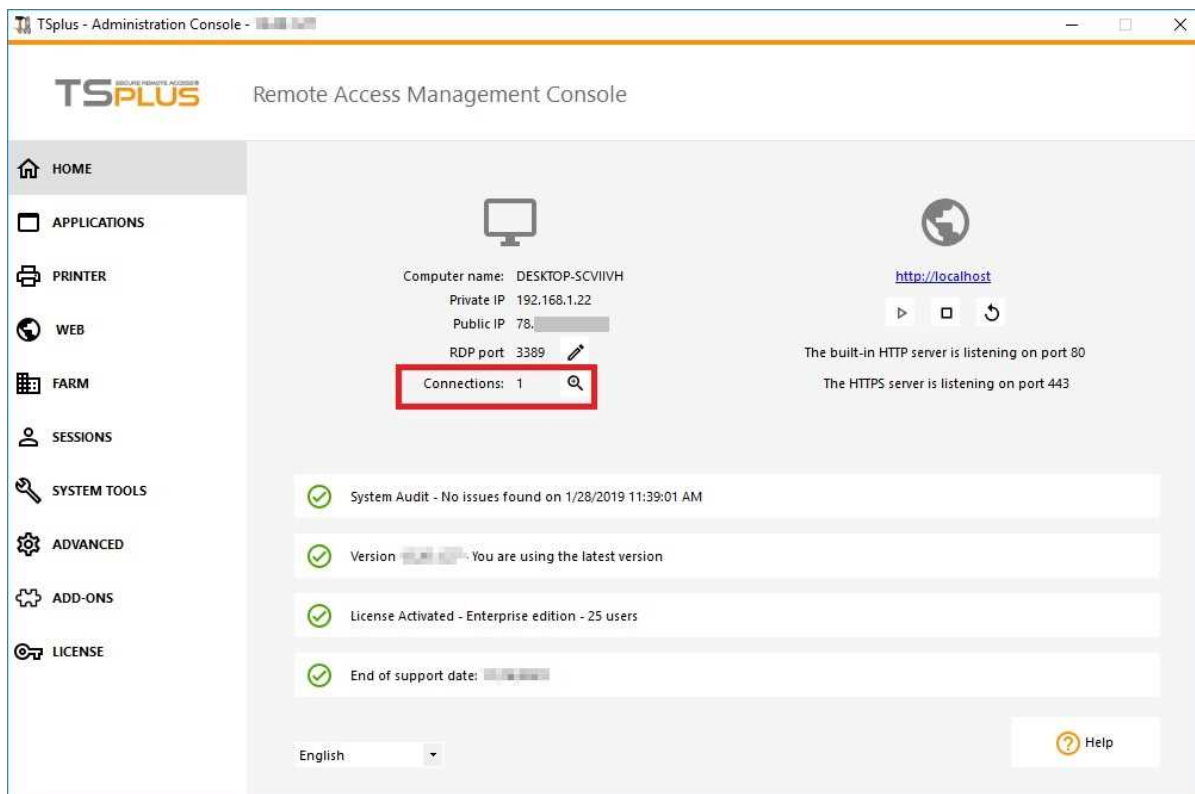 TSplus - Administration Console -
TSPLUS
SECURE REMOTE ACCESS
Remote Access Management Console
HOME
APPLICATIONS
PRINTER
WEB
FARM
SESSIONS
SYSTEM TOOLS
ADVANCED
ADD-ONS
LICENSE
Computer name: DESKTOP-SCVIIVH
Private IP 192.168.1.22
Public IP 78.
RDP port 3389
Connections: 1
http://localhost
The built-in HTTP server is listening on port 80
The HTTPS server is listening on port 443
System Audit - No issues found on 1/28/2019 11:39:01 AM
Version - You are using the latest version
License Activated - Enterprise edition - 25 users
End of support date:
English
Help